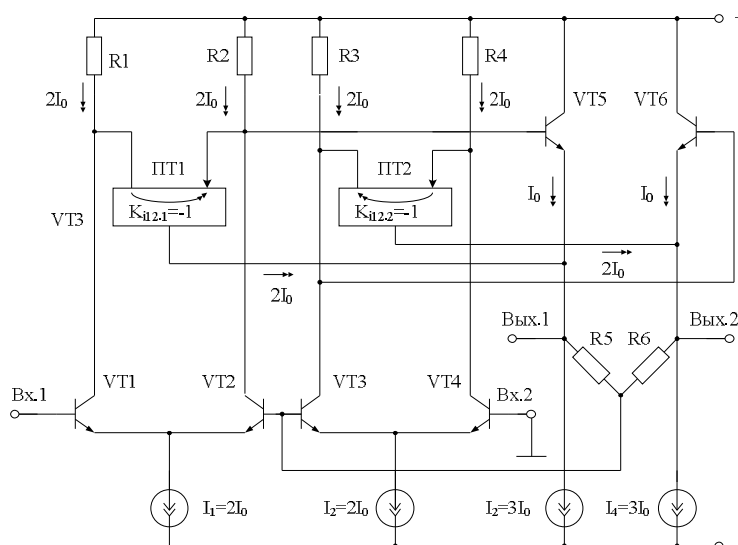 R1
R2
R3
R4
2I0
2I0
2I0
2I0
VT5
VT6
ПТ1
ПТ2
Ki12.1=-1
Ki12.2=-1
I0
I0
VT3
2I0
2I0
Вых.1
Вых.2
R5
R6
Вх.1
VT1
VT2
VT3
VT4
Вх.2
I1=2I0
I2=2I0
I2=3I0
I4=3I0